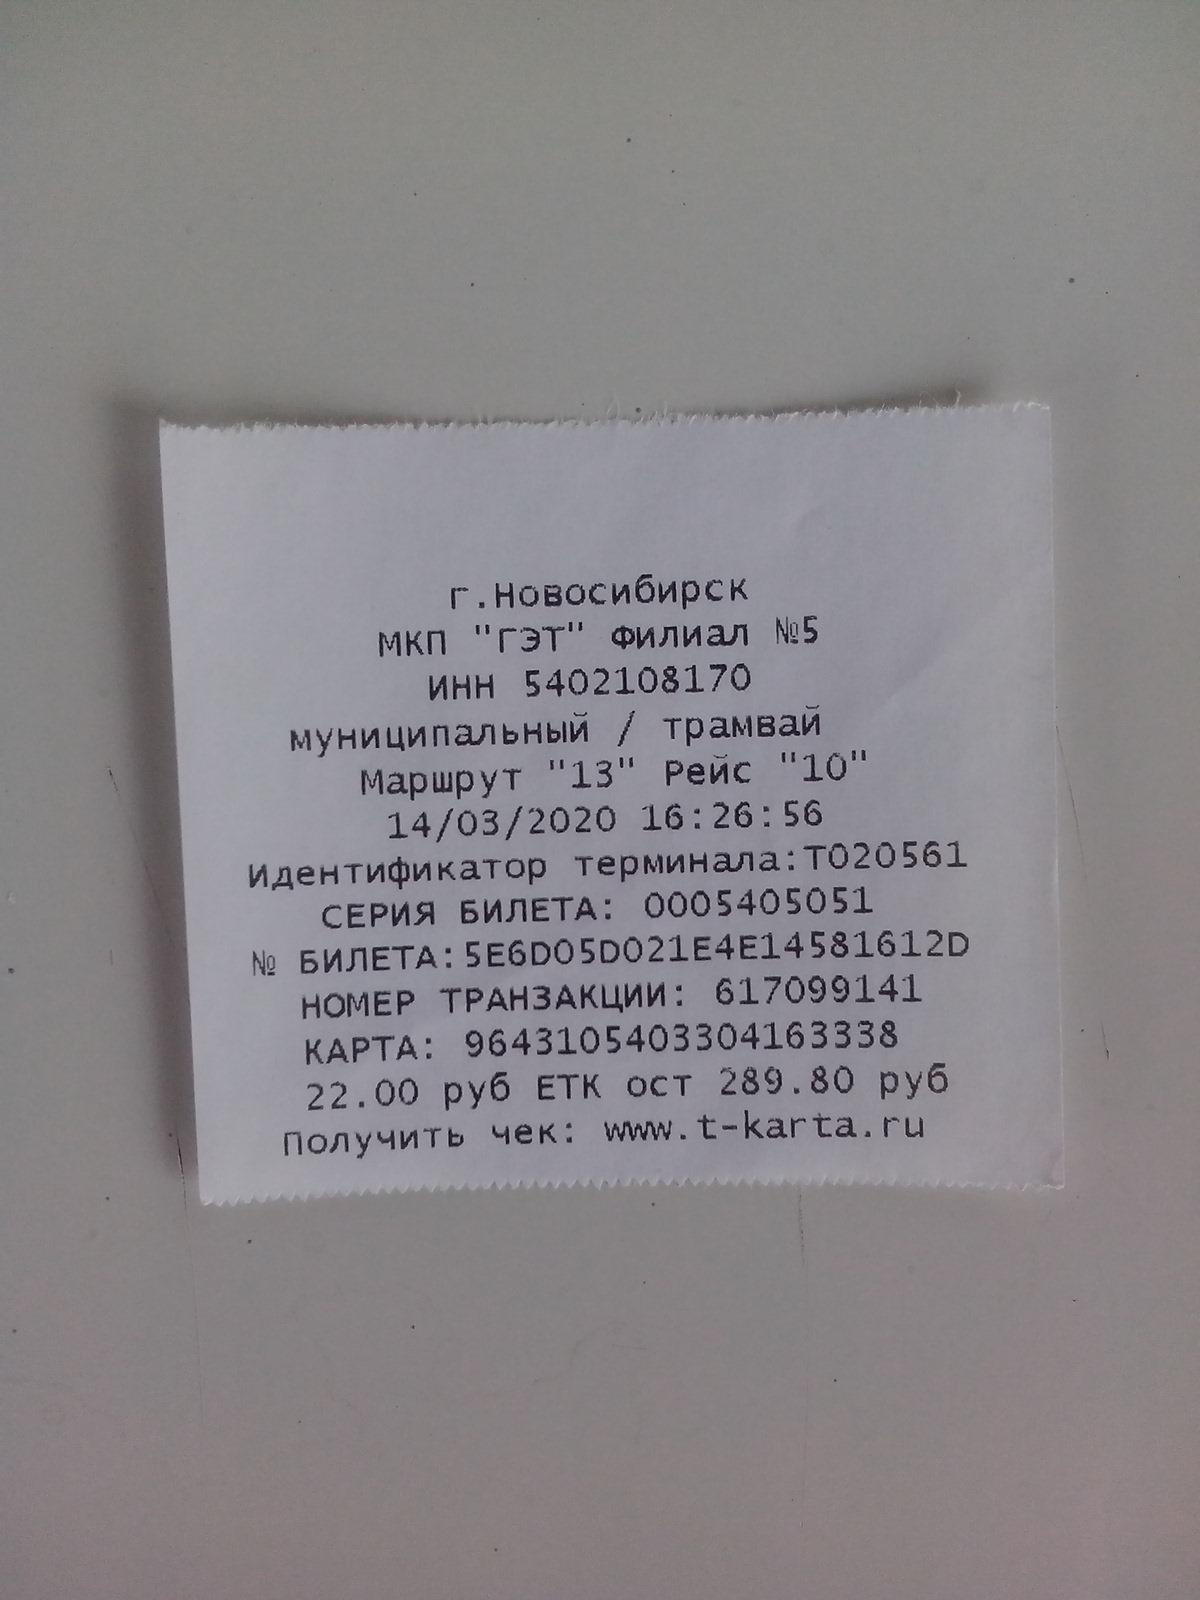 г.Новосибирск
МКП "ГЭТ" Филиал №5
ИНН 5402108170
муниципальный / трамвай
Маршрут "13" Рейс "10"
14/03/2020 16:26:56
Идентификатор терминала:Т020561
СЕРИЯ БИЛЕТА: 0005405051
№ БИЛЕТА:5E6D05D021E4E14581612D
НОМЕР ТРАНЗАКЦИИ: 617099141
КАРТА: 9643105403304163338
22.00 руб ЕТК ост 289.80 руб
Получить чек: www.t-karta.ru